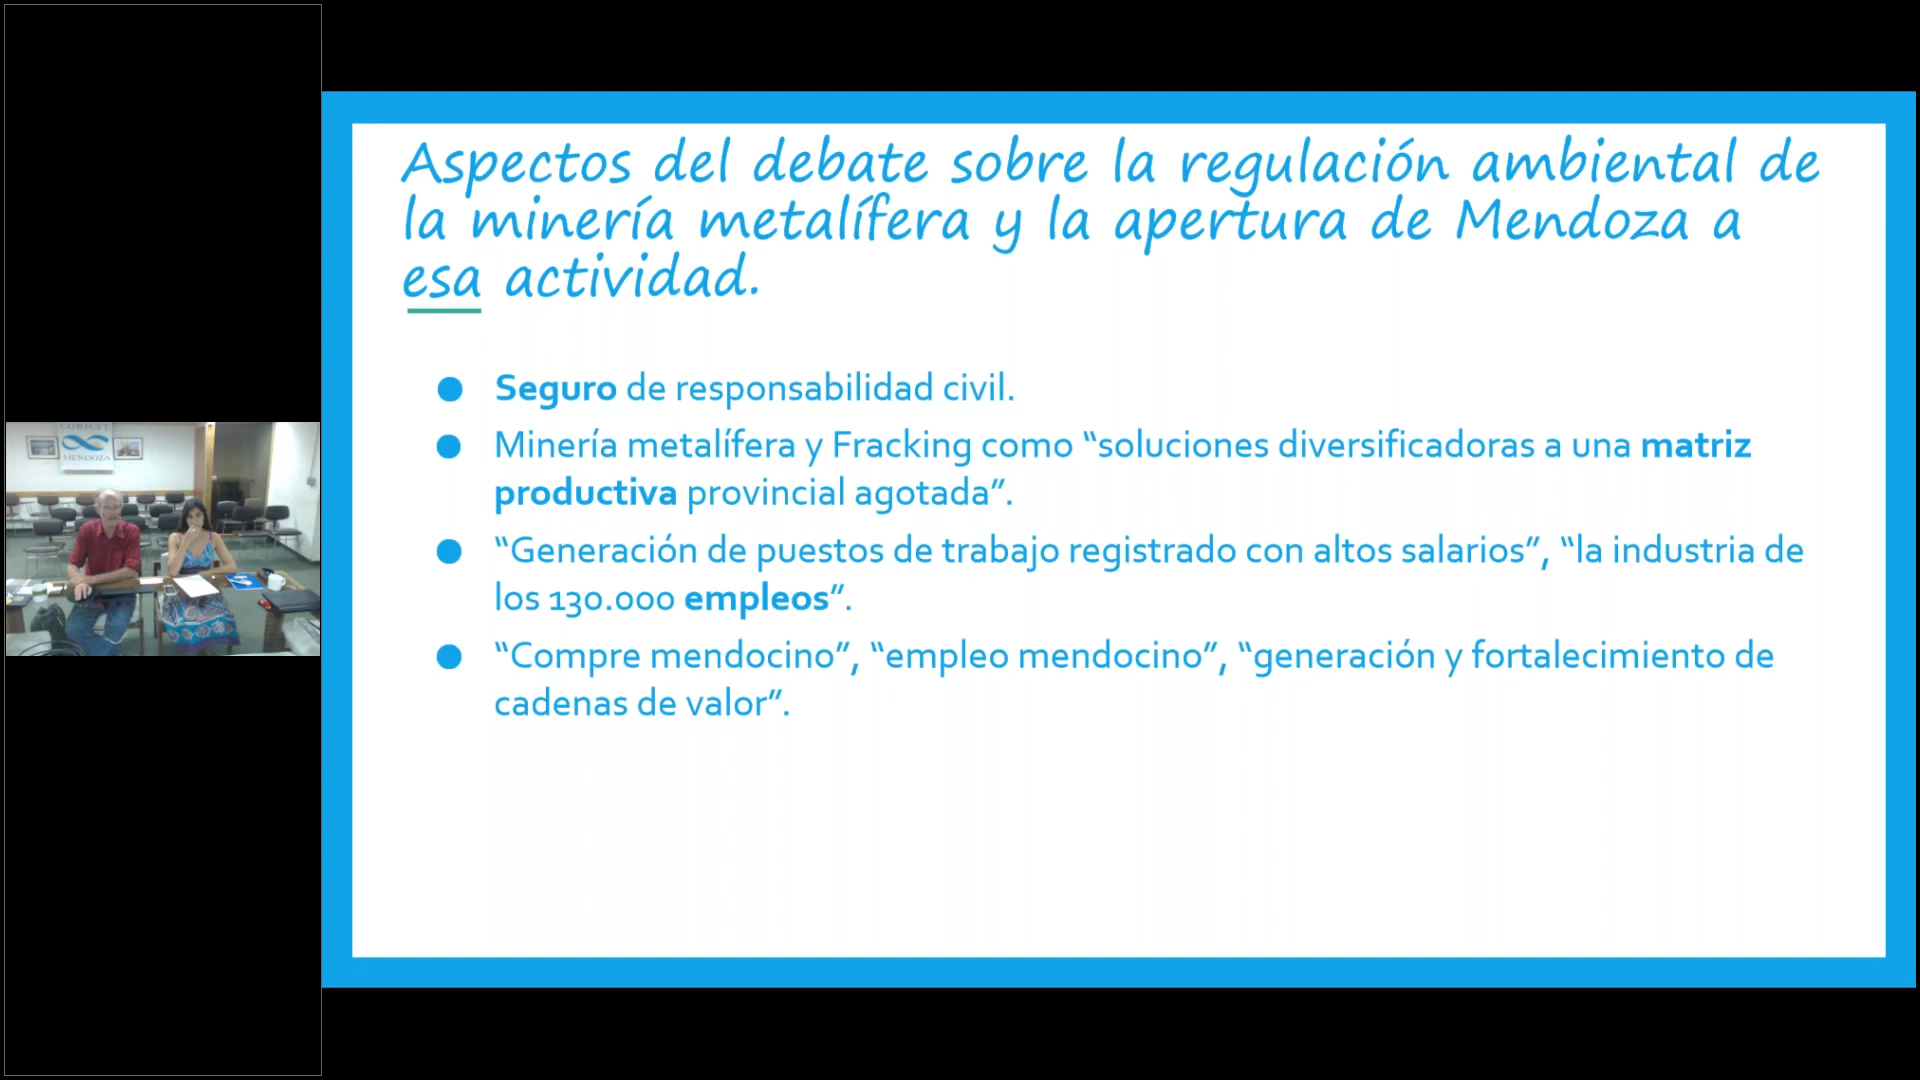 CONICET
MENDOZA
Aspectos del debate sobre la regulación ambiental de
la minería metalífera y la apertura de Mendoza a
esa actividad.
● Seguro de responsabilidad civil.
● Minería metalífera y Fracking como “soluciones diversificadoras a una matriz
productiva provincial agotada”.
● “Generación de puestos de trabajo registrado con altos salarios”, “la industria de
los 130.000 empleos”.
● “Compre mendocino”, “empleo mendocino”, “generación y fortalecimiento de
cadenas de valor”.